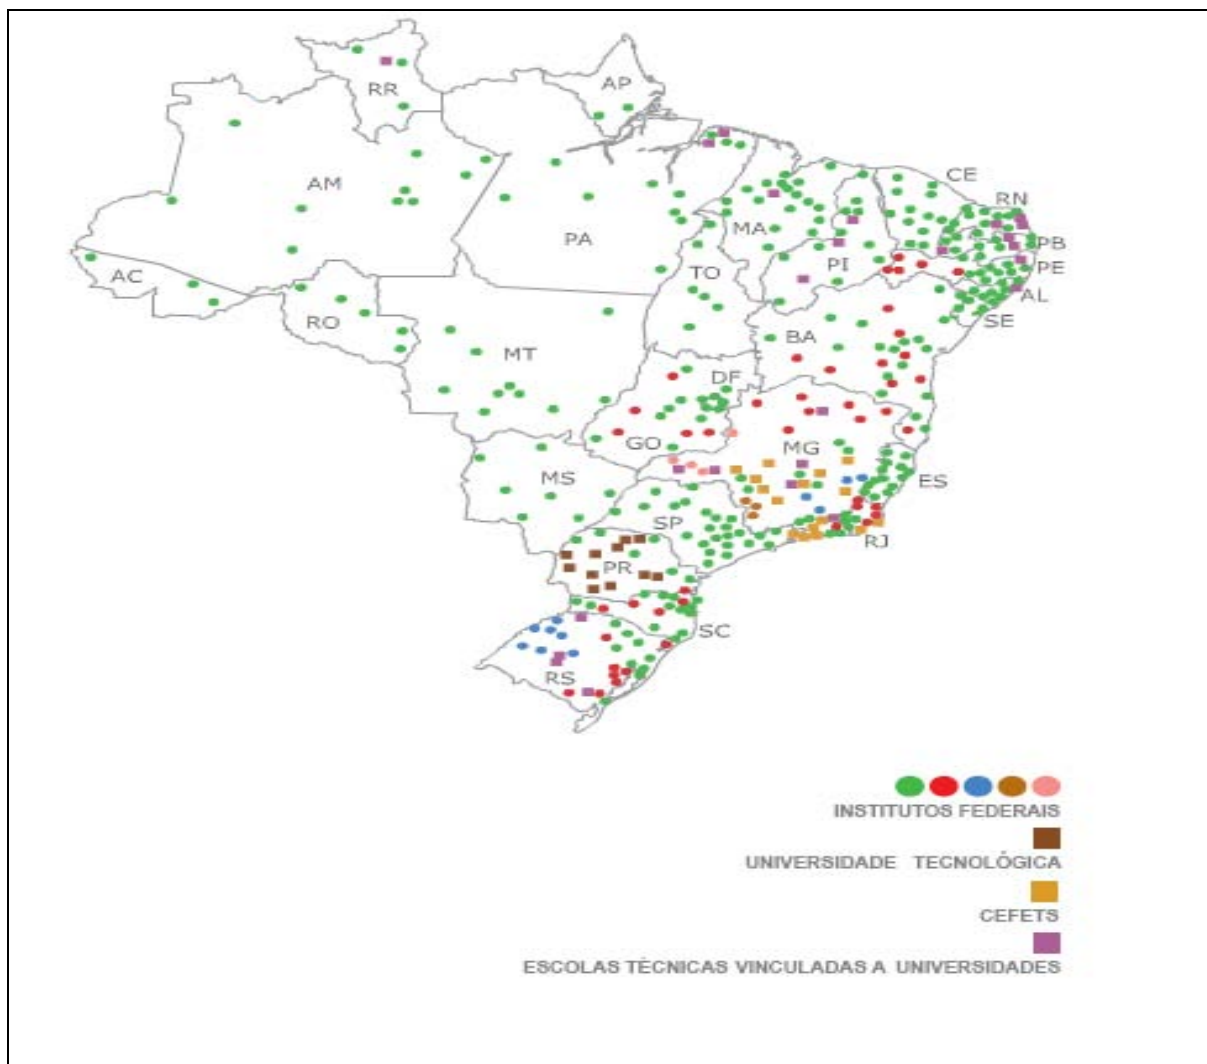 RR
AP
AM
PA
MA
CE
RN
PB
PE
AL
SE
PI
TO
AC
RO
MT
BA
DF
GO
MG
ES
MS
SP
RJ
PR
SC
RS
INSTITUTOS FEDERAIS
UNIVERSIDADE TECNOLÓGICA
CEFETS
ESCOLAS TÉCNICAS VINCULADAS A UNIVERSIDADES